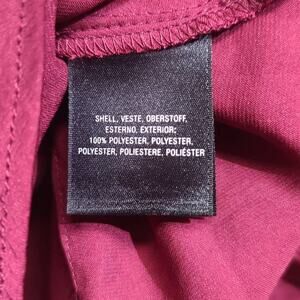 SHELL, VESTE, OBERSTOFF,
ESTERNO, EXTERIOR:
100% POLYESTER, POLYESTER,
POLYESTER, POLIESTERE, POLIÉSTER